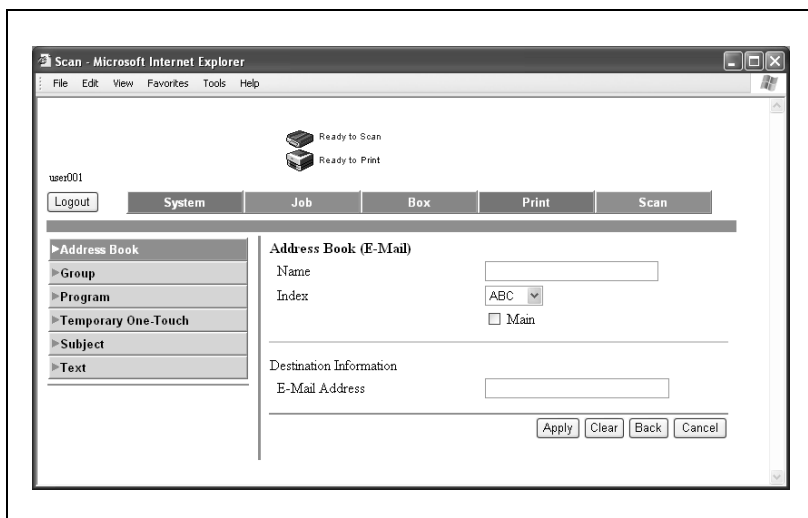 Scan - Microsoft Internet Explorer
File Edit View Favorites Tools Help
Ready to Scan
Ready to Print
user001
Logout System Job Box Print Scan
Address Book
Group
Program
Temporary One-Touch
Subject
Text
Address Book (E-Mail)
Name
Index ABC
Main
Destination Information
E-Mail Address
Apply Clear Back Cancel